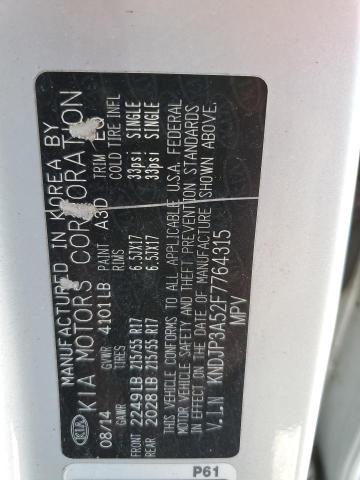 MANUFACTURED IN KOREA BY
KIA KIA MOTORS CORPORATION
08/14 GVWR 4101LB PAINT A3D TRIM EQ
GAWR TIRES RIMS COLD TIRE INFL
FRONT 2249LB 215/55 R17 6.5JX17 33psi SINGLE
REAR 2028LB 215/55 R17 6.5JX17 33psi SINGLE
THIS VEHICLE CONFORMS TO ALL APPLICABLE U.S.A. FEDERAL
MOTOR VEHICLE SAFETY AND THEFT PREVENTION STANDARDS
IN EFFECT ON THE DATE OF MANUFACTURE SHOWN ABOVE.
V.I.N KNDJP3A52F7764315
MPV
P61